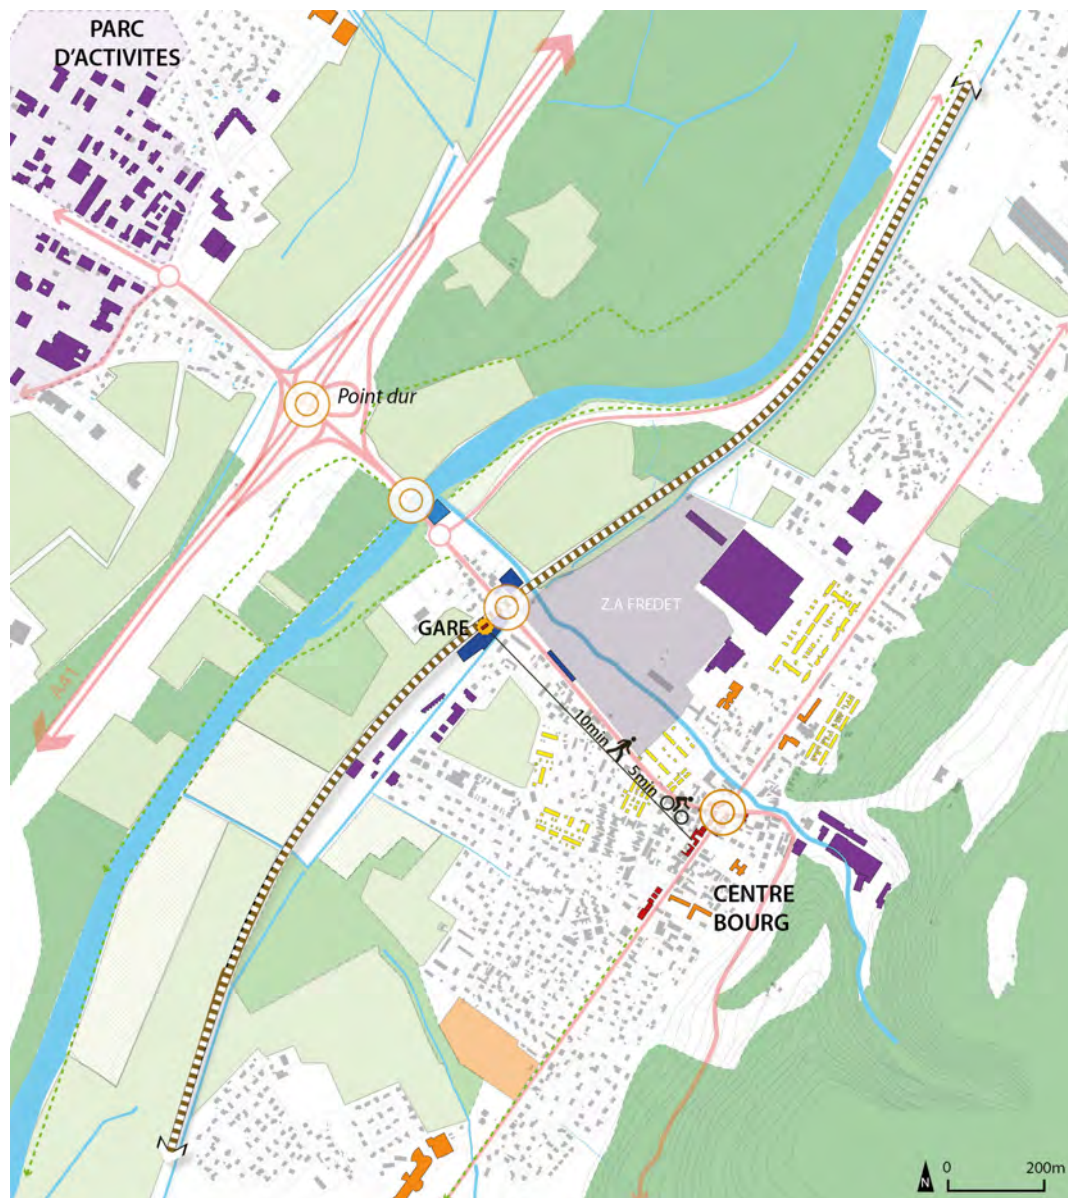 PARC
D'ACTIVITES
Point dur
Z.A FREDET
GARE
A41
10min
5min
CENTRE
BOURG
N
0 200m